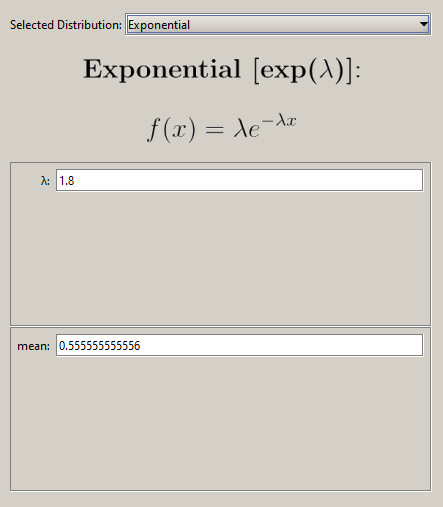 Selected Distribution: Exponential
Exponential [exp(λ)]:
f(x) = λe^{−λx}
λ: 1.8
mean: 0.555555555556